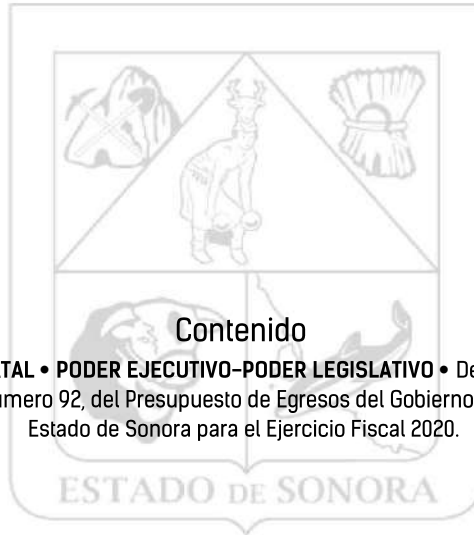 Contenido
TAL • PODER EJECUTIVO-PODER LEGISLATIVO • De
mero 92, del Presupuesto de Egresos del Gobierno
Estado de Sonora para el Ejercicio Fiscal 2020.
ESTADO DE SONORA